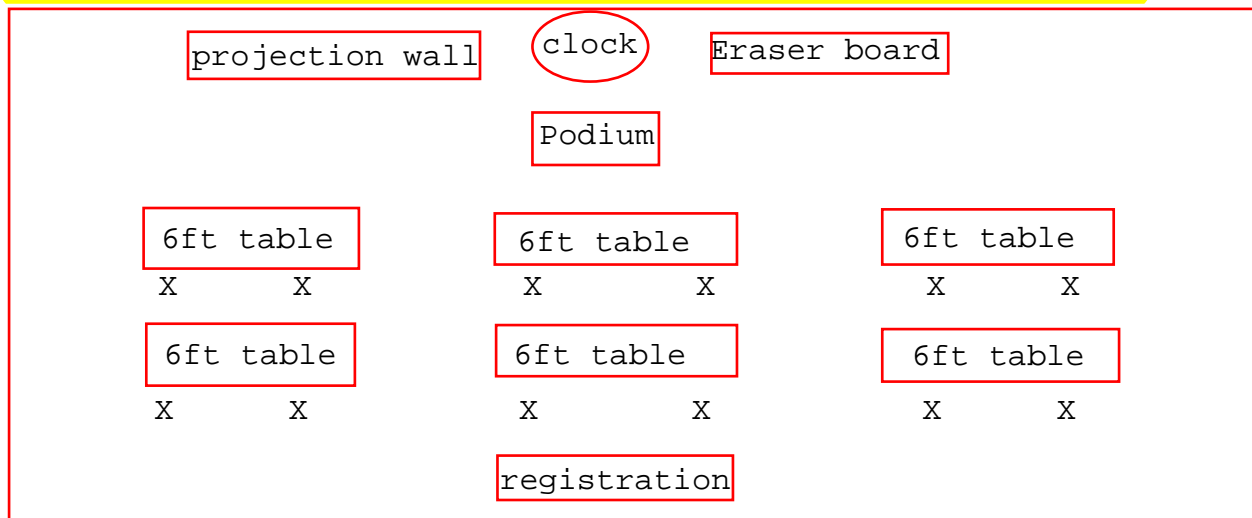 projection wall clock Eraser board
Podium
6ft table 6ft table 6ft table
X X X X X X
6ft table 6ft table 6ft table
X X X X X X
registration